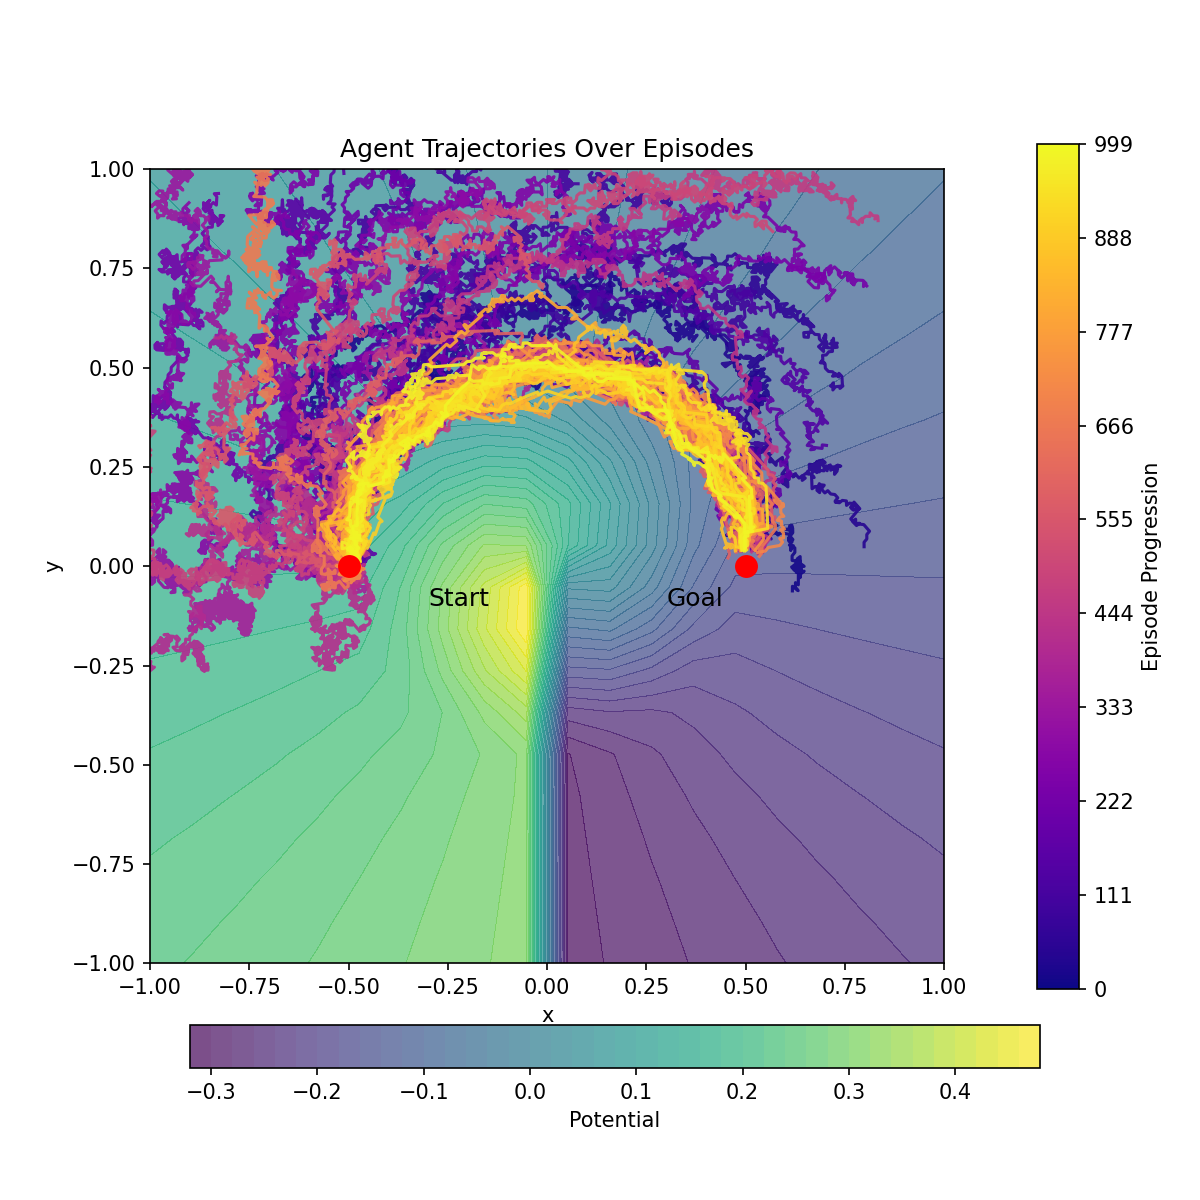 Agent Trajectories Over Episodes
1.00
0.75
0.50
0.25
0.00
−0.25
−0.50
−0.75
−1.00
y
Start
Goal
−1.00 −0.75 −0.50 −0.25 0.00 0.25 0.50 0.75 1.00
x
999
888
777
666
555
444
333
222
111
0
Episode Progression
−0.3 −0.2 −0.1 0.0 0.1 0.2 0.3 0.4
Potential